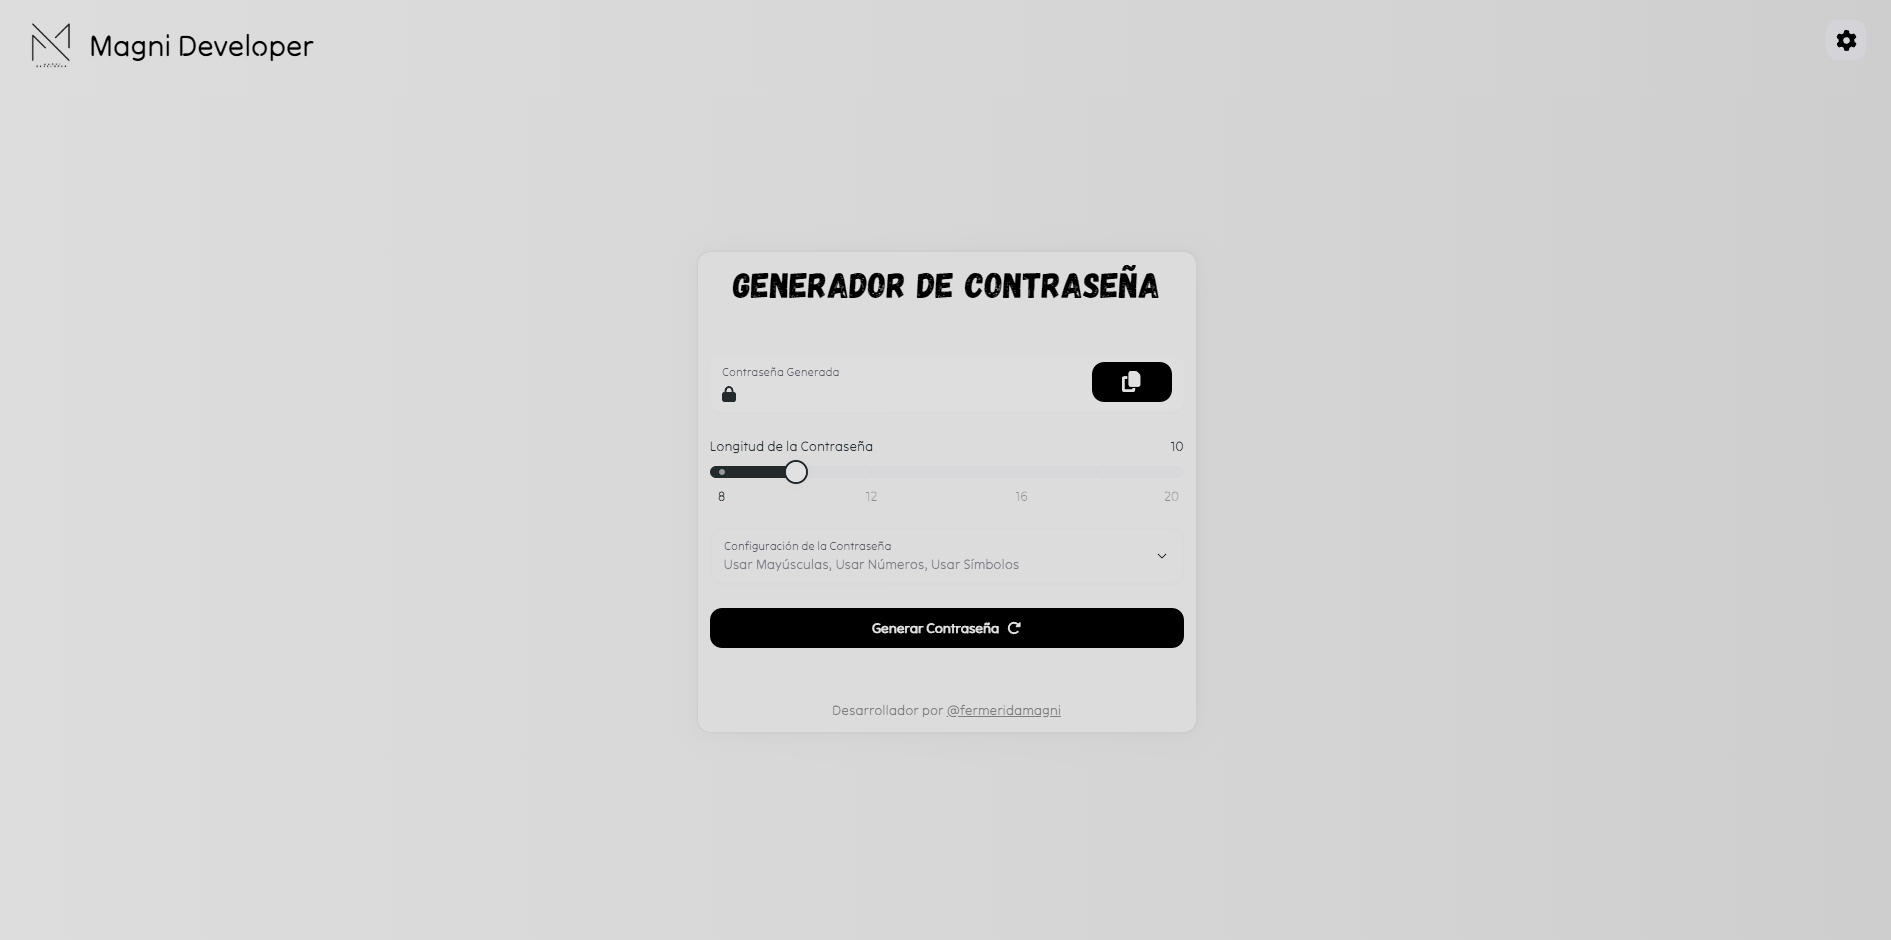 Magni Developer
GENERADOR DE CONTRASEÑA
Contraseña Generada
Longitud de la Contraseña 10
8 12 16 20
Configuración de la Contraseña
Usar Mayúsculas, Usar Números, Usar Símbolos
Generar Contraseña
Desarrollador por @fermeridamagni